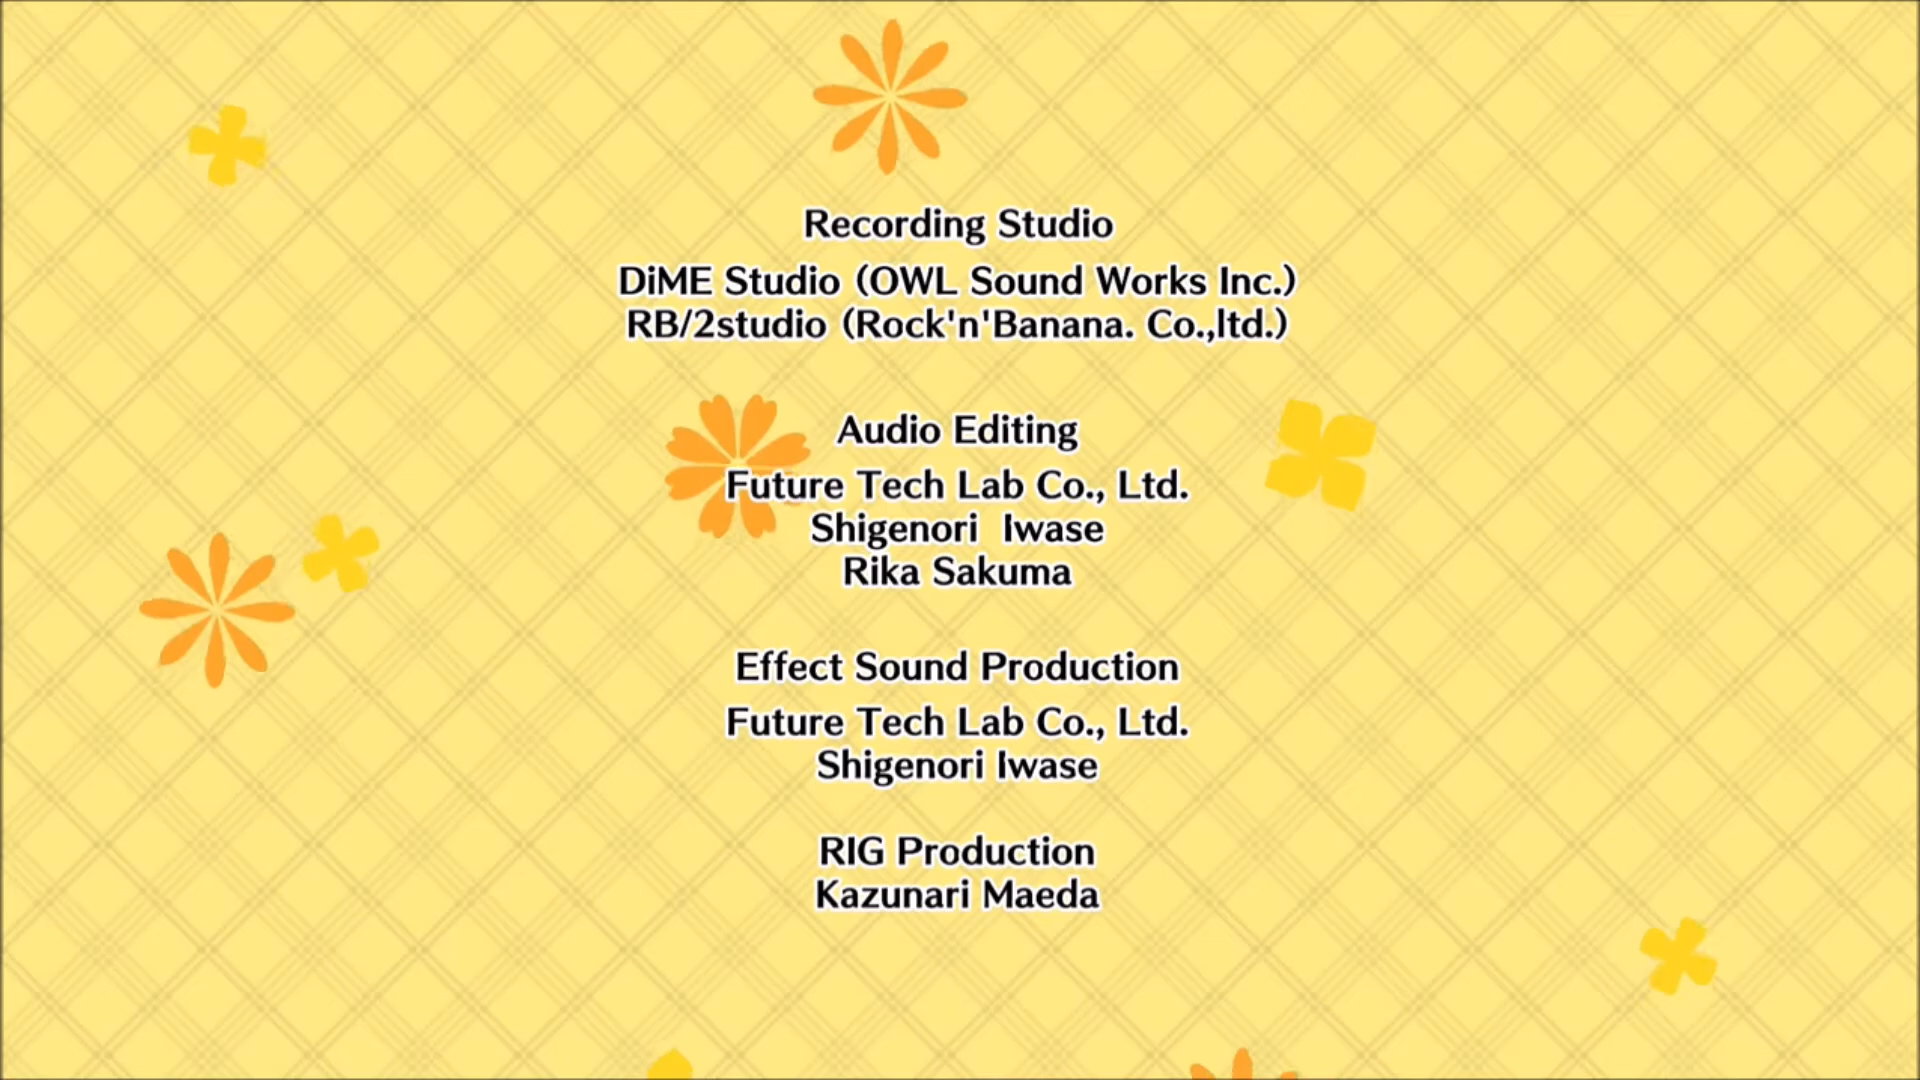 Recording Studio
DiME Studio (OWL Sound Works Inc.)
RB/2studio (Rock'n'Banana. Co.,ltd.)
Audio Editing
Future Tech Lab Co., Ltd.
Shigenori  Iwase
Rika Sakuma
Effect Sound Production
Future Tech Lab Co., Ltd.
Shigenori Iwase
RIG Production
Kazunari Maeda